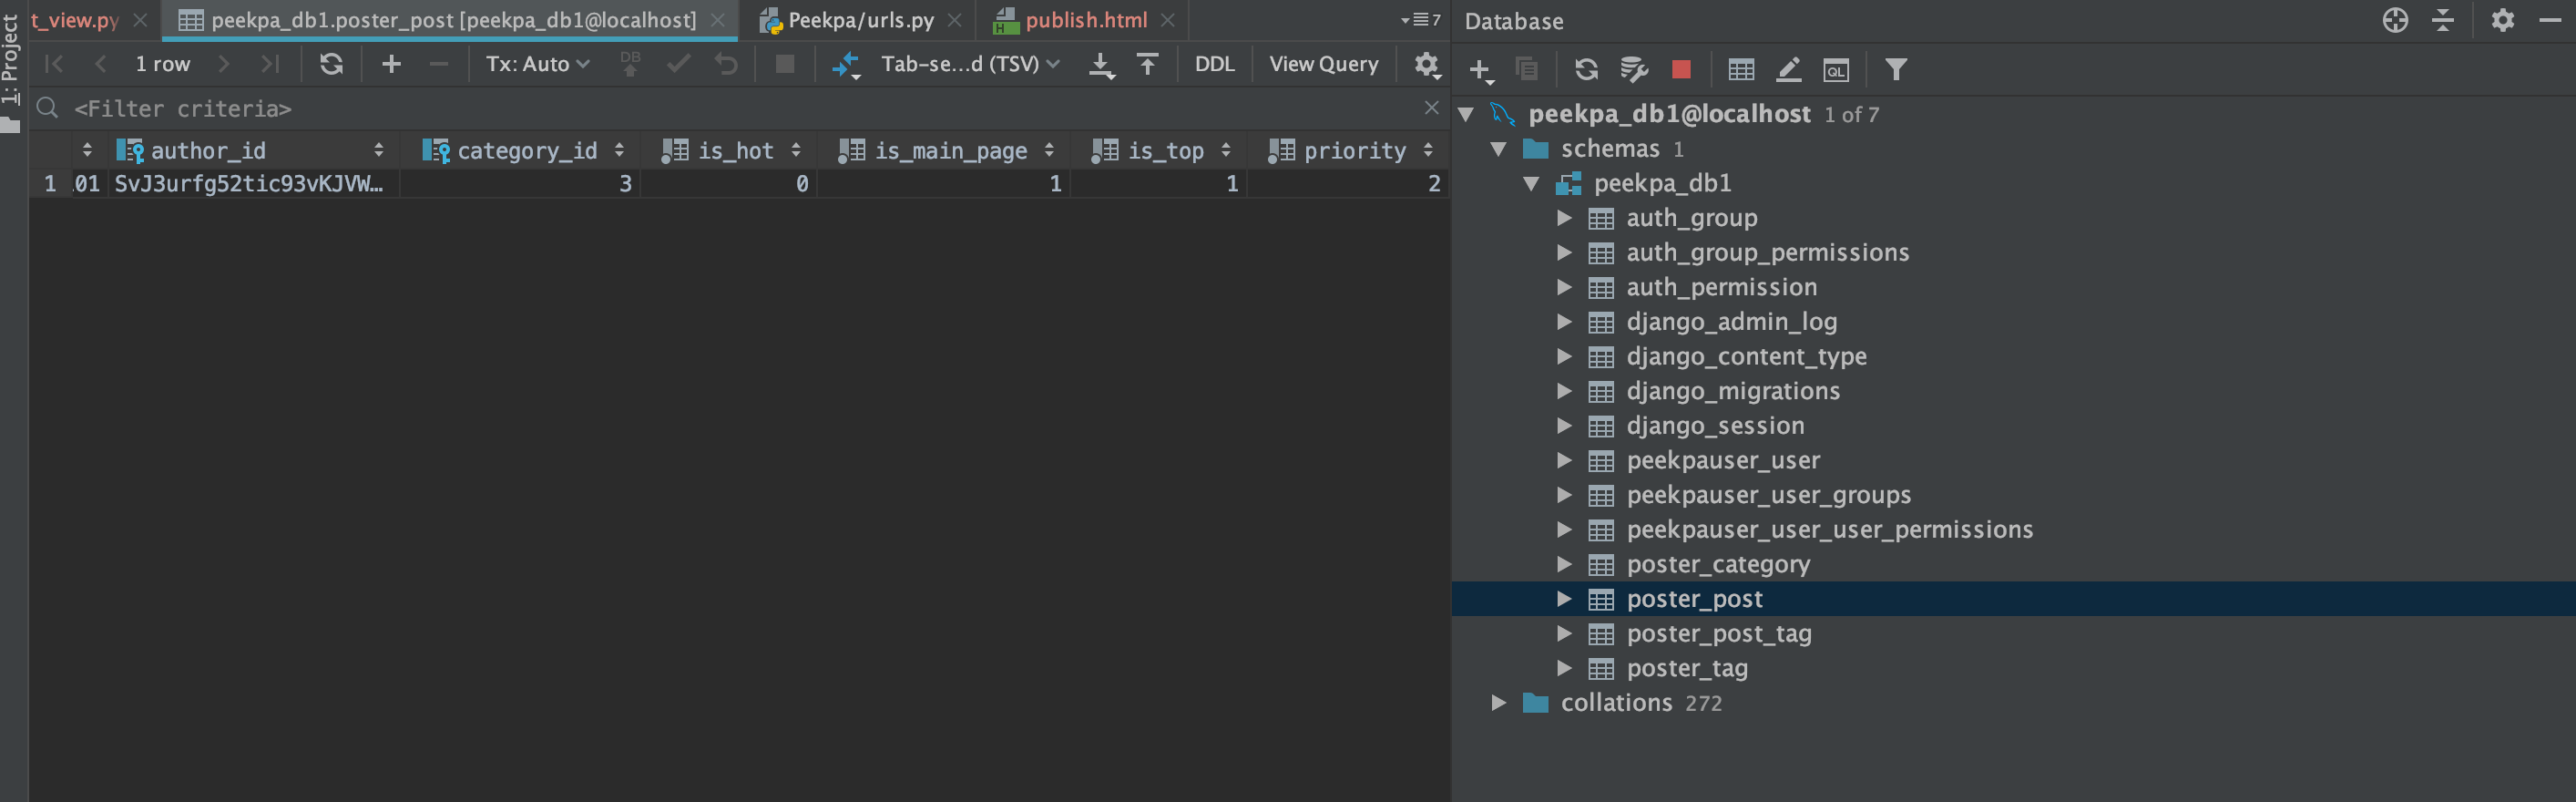 1: Project
t_view.py
peekpa_db1.poster_post [peekpa_db1@localhost]
Peekpa/urls.py
publish.html
7
1 row
Tx: Auto
DB
Tab-se...d (TSV)
DDL
View Query
<Filter criteria>
author_id category_id is_hot is_main_page is_top priority
1 .01 SvJ3urfg52tic93vKJVW… 3 0 1 1 2
Database
QL
peekpa_db1@localhost 1 of 7
schemas 1
peekpa_db1
auth_group
auth_group_permissions
auth_permission
django_admin_log
django_content_type
django_migrations
django_session
peekpauser_user
peekpauser_user_groups
peekpauser_user_user_permissions
poster_category
poster_post
poster_post_tag
poster_tag
collations 272